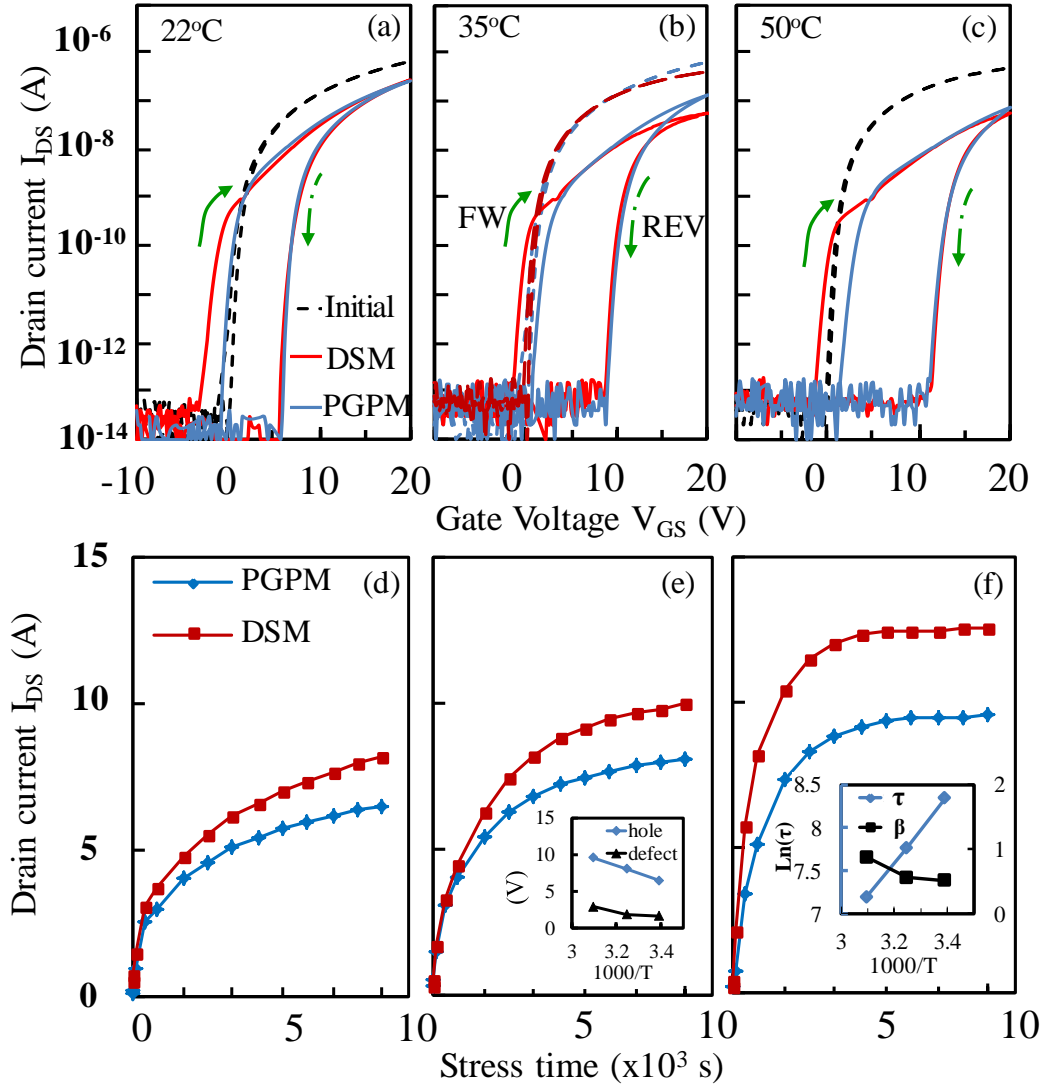 22°C (a) 35°C (b) 50°C (c)
10-6
10-8
10-10
10-12
10-14
Drain current IDS (A)
FW REV
Initial
DSM
PGPM
-10 0 10 20 0 10 20 0 10 20
Gate Voltage VGS (V)
15
10
5
0
Drain current IDS (A)
PGPM
DSM
(d) (e) (f)
15
10
5
0
(V)
hole
defect
3 3.2 3.4
1000/T
8.5
8
7.5
7
Ln(τ)
τ
β
2
1
0
3 3.2 3.4
1000/T
0 5 10 0 5 10 0 5 10
Stress time (x10³ s)